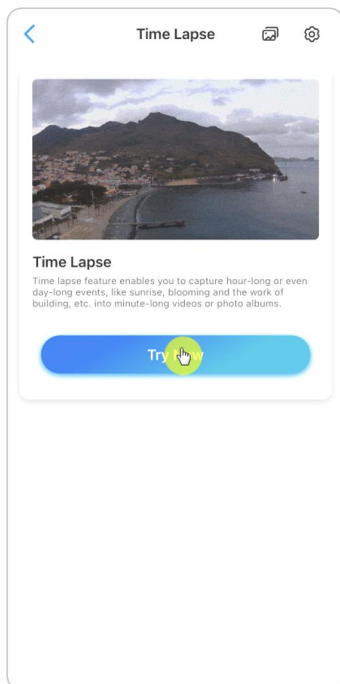 Time Lapse
Time Lapse
Time lapse feature enables you to capture hour-long or even
day-long events, like sunrise, blooming and the work of
building, etc. into minute-long videos or photo albums.
Try